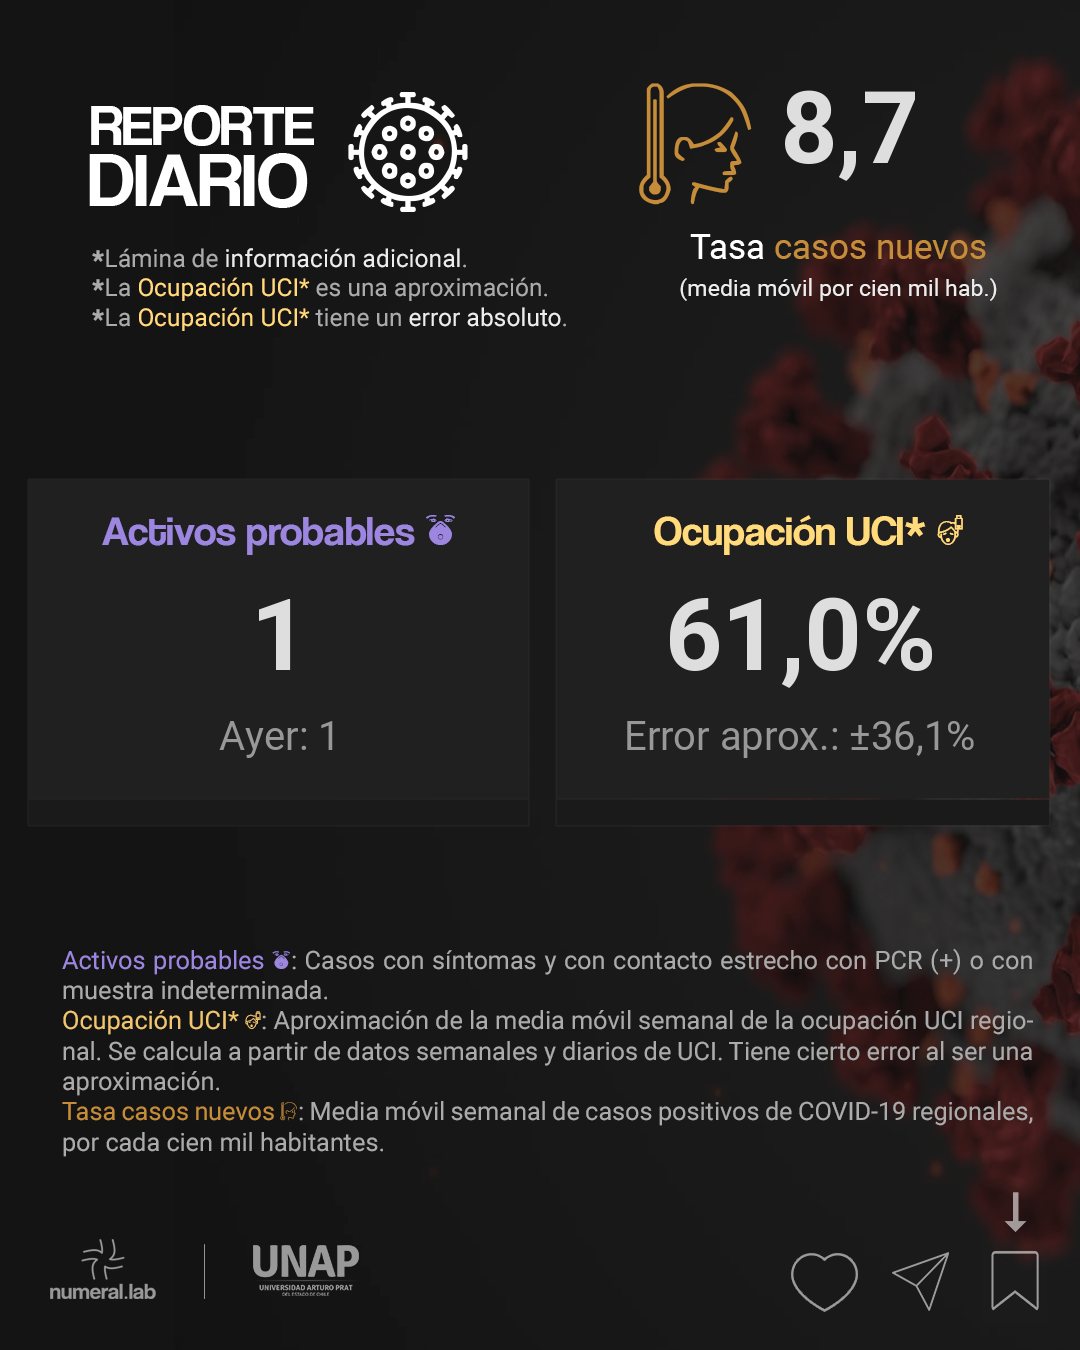 REPORTE
DIARIO
*Lámina de información adicional.
*La Ocupación UCI* es una aproximación.
*La Ocupación UCI* tiene un error absoluto.
8,7
Tasa casos nuevos
(media móvil por cien mil hab.)
Activos probables
1
Ayer: 1
Ocupación UCI*
61,0%
Error aprox.: ±36,1%
Activos probables : Casos con síntomas y con contacto estrecho con PCR (+) o con
muestra indeterminada.
Ocupación UCI* : Aproximación de la media móvil semanal de la ocupación UCI regio-
nal. Se calcula a partir de datos semanales y diarios de UCI. Tiene cierto error al ser una
aproximación.
Tasa casos nuevos : Media móvil semanal de casos positivos de COVID-19 regionales,
por cada cien mil habitantes.
numeral.lab
UNAP
UNIVERSIDAD ARTURO PRAT
DEL ESTADO DE CHILE